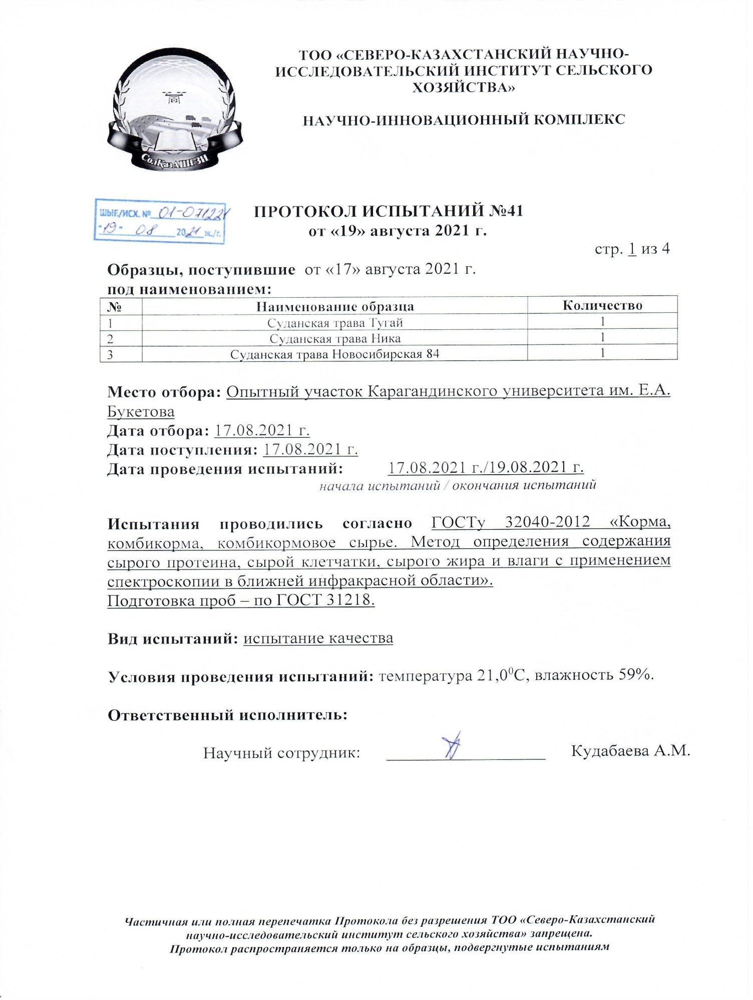 ТОО «СЕВЕРО-КАЗАХСТАНСКИЙ НАУЧНО-
ИССЛЕДОВАТЕЛЬСКИЙ ИНСТИТУТ СЕЛЬСКОГО
ХОЗЯЙСТВА»
НАУЧНО-ИННОВАЦИОННЫЙ КОМПЛЕКС
СолҚазАШҒЗИ
ШЫҒ./ИСХ. № 01-07/1221
"19" 08 2021 ж./г.
ПРОТОКОЛ ИСПЫТАНИЙ №41
от «19» августа 2021 г.
стр. 1 из 4
Образцы, поступившие от «17» августа 2021 г.
под наименованием:
№ Наименование образца Количество
1 Суданская трава Тугай 1
2 Суданская трава Ника 1
3 Суданская трава Новосибирская 84 1
Место отбора: Опытный участок Карагандинского университета им. Е.А.
Букетова
Дата отбора: 17.08.2021 г.
Дата поступления: 17.08.2021 г.
Дата проведения испытаний: 17.08.2021 г./19.08.2021 г.
начала испытаний / окончания испытаний
Испытания проводились согласно ГОСТу 32040-2012 «Корма,
комбикорма, комбикормовое сырье. Метод определения содержания
сырого протеина, сырой клетчатки, сырого жира и влаги с применением
спектроскопии в ближней инфракрасной области».
Подготовка проб – по ГОСТ 31218.
Вид испытаний: испытание качества
Условия проведения испытаний: температура 21,0⁰С, влажность 59%.
Ответственный исполнитель:
Научный сотрудник: Кудабаева А.М.
Частичная или полная перепечатка Протокола без разрешения ТОО «Северо-Казахстанский
научно-исследовательский институт сельского хозяйства» запрещена.
Протокол распространяется только на образцы, подвергнутые испытаниям